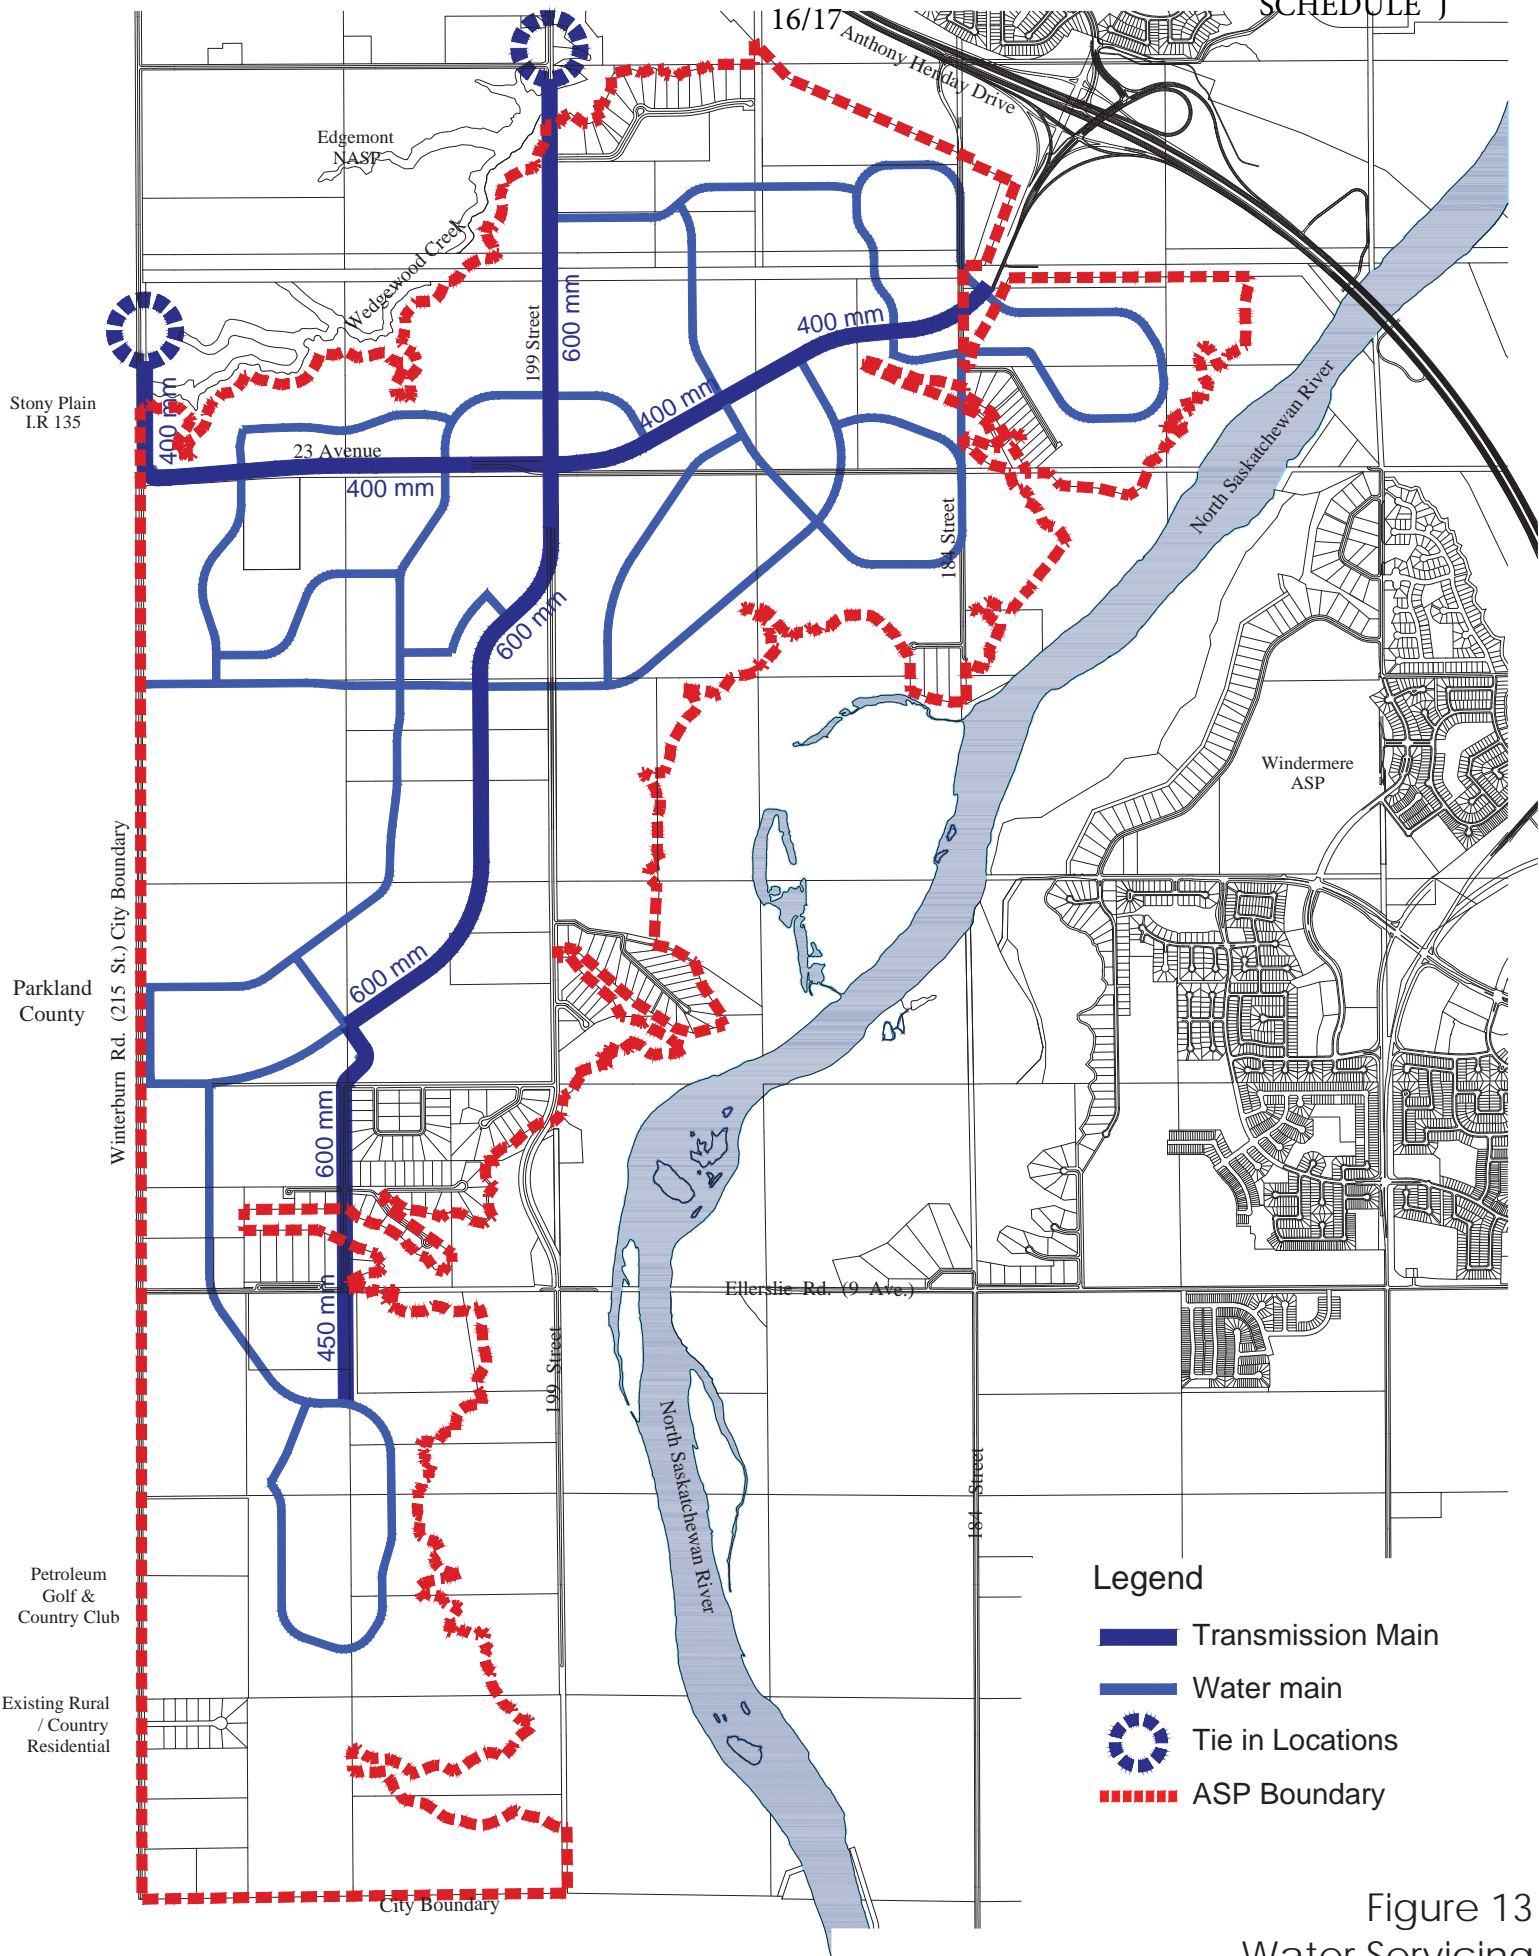 SCHEDULE J
16/17
Anthony Henday Drive
Edgemont
NASP
Wedgewood Creek
199 Street
600 mm
400 mm
400 mm
Stony Plain
I.R 135
400 mm
23 Avenue
400 mm
North Saskatchewan River
184 Street
600 mm
Windermere
ASP
Winterburn Rd. (215 St.) City Boundary
600 mm
Parkland
County
600 mm
Ellerslie Rd. (9 Ave.)
450 mm
199 Street
North Saskatchewan River
184 Street
Petroleum
Golf &
Country Club
Existing Rural
/ Country
Residential
City Boundary
Legend
Transmission Main
Water main
Tie in Locations
ASP Boundary
Figure 13
Water Servicing